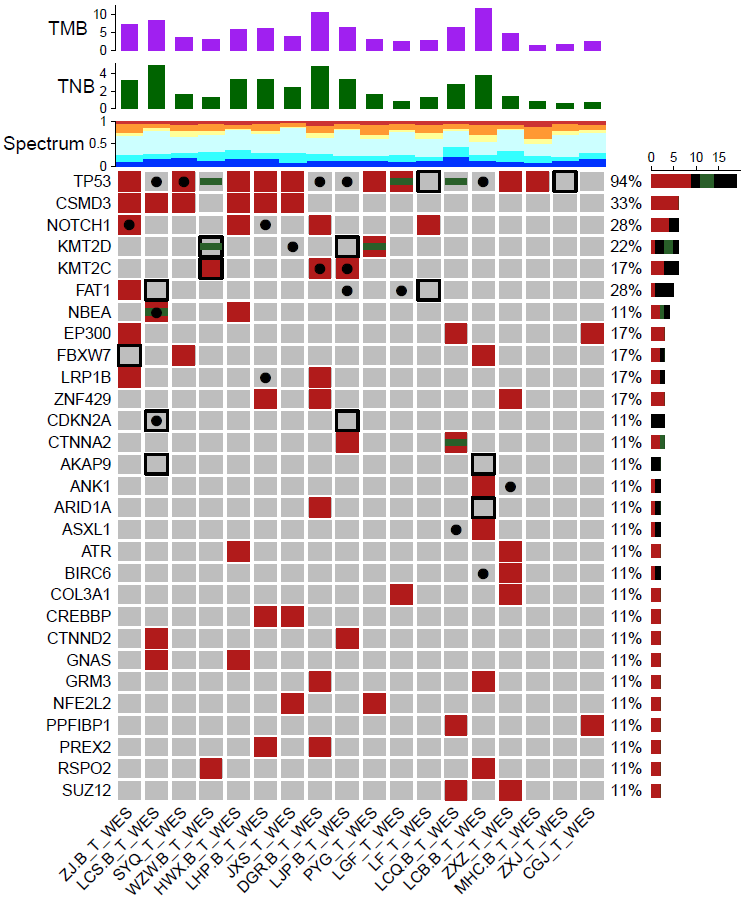 TMB
10
5
0
TNB
4
2
0
Spectrum
1
0.5
0
0 5 10 15
TP53 94%
CSMD3 33%
NOTCH1 28%
KMT2D 22%
KMT2C 17%
FAT1 28%
NBEA 11%
EP300 17%
FBXW7 17%
LRP1B 17%
ZNF429 17%
CDKN2A 11%
CTNNA2 11%
AKAP9 11%
ANK1 11%
ARID1A 11%
ASXL1 11%
ATR 11%
BIRC6 11%
COL3A1 11%
CREBBP 11%
CTNND2 11%
GNAS 11%
GRM3 11%
NFE2L2 11%
PPFIBP1 11%
PREX2 11%
RSPO2 11%
SUZ12 11%
ZJ.B_T_WES
LCS.B_T_WES
SYQ_T_WES
WZW.B_T_WES
HWX.B_T_WES
LHP.B_T_WES
JXS_T_WES
DGR.B_T_WES
LJP.B_T_WES
PYG_T_WES
LGF_T_WES
LF_T_WES
LCQ.B_T_WES
LCB.B_T_WES
ZXZ_T_WES
MHC.B_T_WES
ZXJ_T_WES
CGJ_T_WES